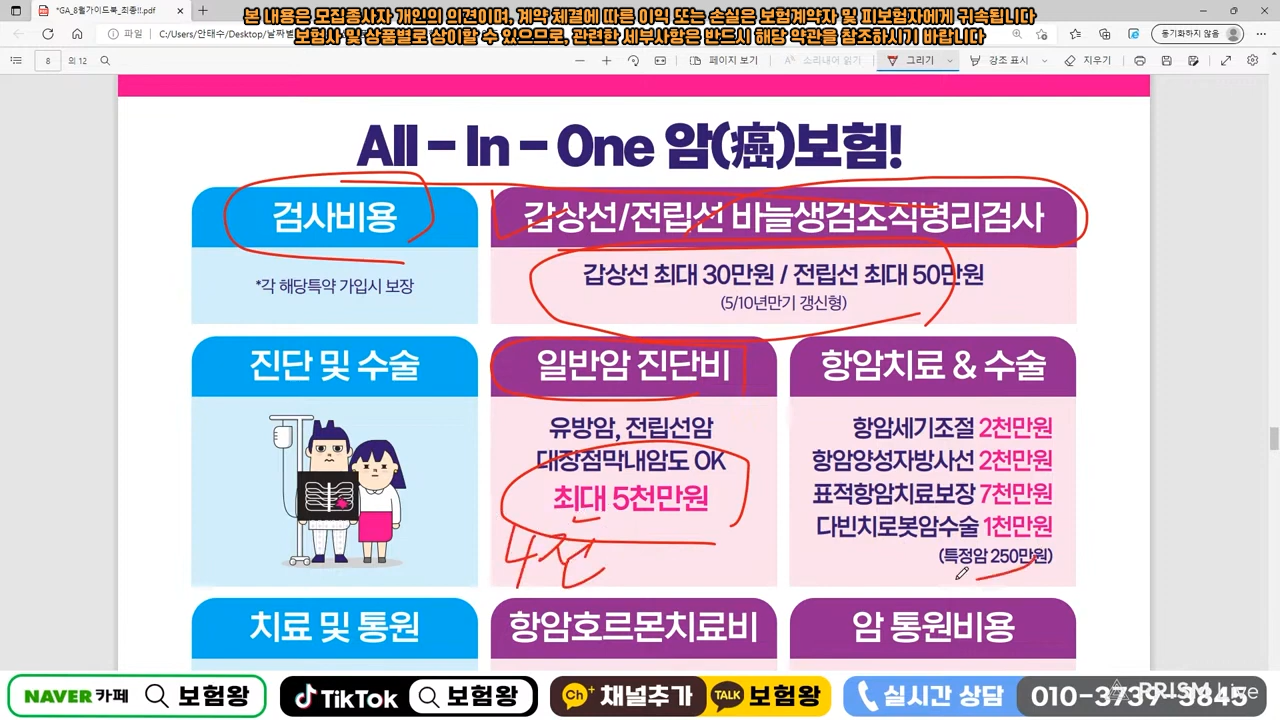 *GA_8월가이드북_최종!!.pdf
본 내용은 모집종사자 개인의 의견이며, 계약 체결에 따른 이익 또는 손실은 보험계약자 및 피보험자에게 귀속됩니다
파일 C:/Users/안태수/Desktop/날짜별
동기화하지 않음
보험사 및 상품별로 상이할 수 있으므로, 관련한 세부사항은 반드시 해당 약관을 참조하시기 바랍니다
8 의 12
페이지 보기
소리내어 읽기
그리기
강조 표시
지우기
All - In - One 암(癌)보험!
검사비용
갑상선/전립선 바늘생검조직병리검사
*각 해당특약 가입시 보장
갑상선 최대 30만원 / 전립선 최대 50만원
(5/10년만기 갱신형)
진단 및 수술
일반암 진단비
유방암, 전립선암
대장점막내암도 OK
최대 5천만원
4전
항암치료 & 수술
항암세기조절 2천만원
항암양성자방사선 2천만원
표적항암치료보장 7천만원
다빈치로봇암수술 1천만원
(특정암 250만원)
치료 및 통원
항암호르몬치료비
암 통원비용
NAVER 카페 보험왕
TikTok 보험왕
Ch+ 채널추가 TALK 보험왕
실시간 상담 010-3739-5845
PRISM Live